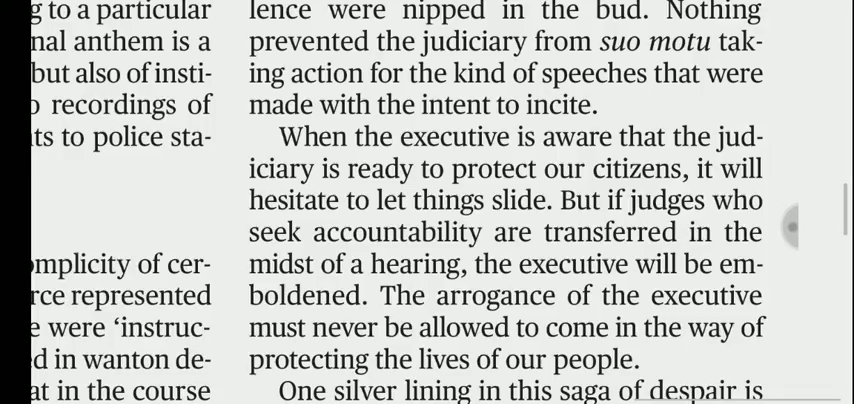 g to a particular
nal anthem is a
but also of insti-
recordings of
ts to police sta-
mplicity of cer-
rce represented
e were ‘instruc-
d in wanton de-
at in the course
lence were nipped in the bud. Nothing
prevented the judiciary from suo motu tak-
ing action for the kind of speeches that were
made with the intent to incite.
When the executive is aware that the jud-
iciary is ready to protect our citizens, it will
hesitate to let things slide. But if judges who
seek accountability are transferred in the
midst of a hearing, the executive will be em-
boldened. The arrogance of the executive
must never be allowed to come in the way of
protecting the lives of our people.
One silver lining in this saga of despair is